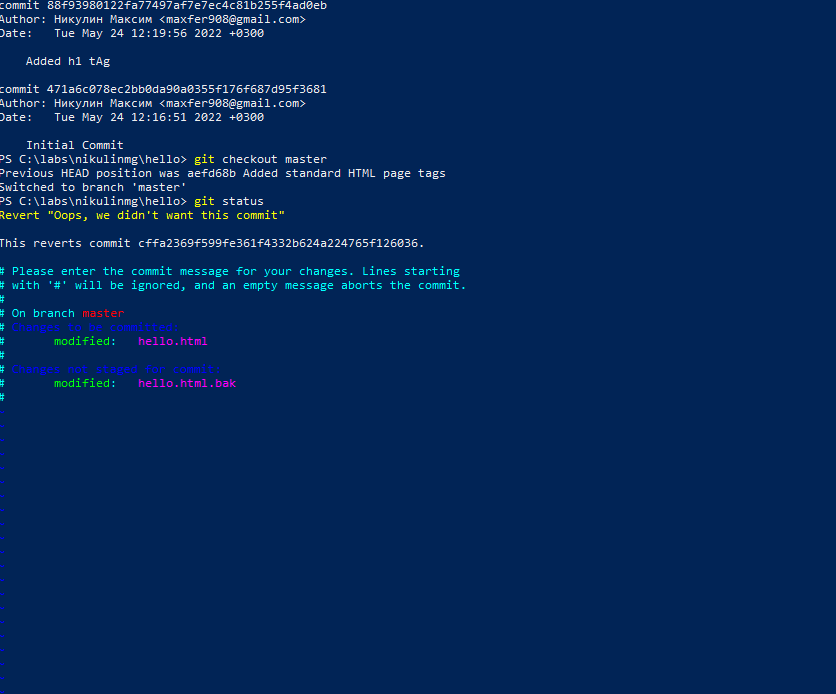 commit 88f93980122fa77497af7e7ec4c81b255f4ad0eb
Author: Никулин Максим <maxfer908@gmail.com>
Date:   Tue May 24 12:19:56 2022 +0300
Added h1 tAg
commit 471a6c078ec2bb0da90a0355f176f687d95f3681
Author: Никулин Максим <maxfer908@gmail.com>
Date:   Tue May 24 12:16:51 2022 +0300
Initial Commit
PS C:\labs\nikulinmg\hello> git checkout master
Previous HEAD position was aefd68b Added standard HTML page tags
Switched to branch 'master'
PS C:\labs\nikulinmg\hello> git status
Revert "Oops, we didn't want this commit"
This reverts commit cffa2369f599fe361f4332b624a224765f126036.
# Please enter the commit message for your changes. Lines starting
# with '#' will be ignored, and an empty message aborts the commit.
#
# On branch master
# Changes to be committed:
#       modified:   hello.html
#
# Changes not staged for commit:
#       modified:   hello.html.bak
#